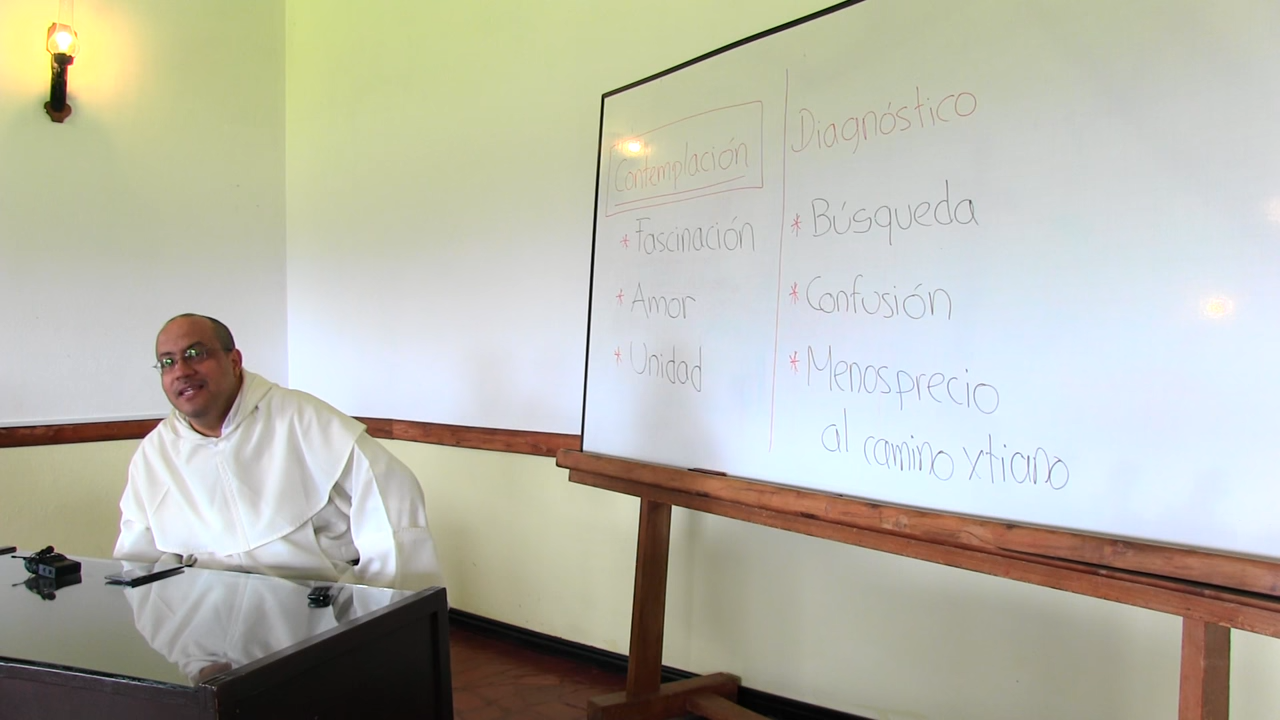 Contemplación
* Fascinación
* Amor
* Unidad
Diagnóstico
* Búsqueda
* Confusión
* Menosprecio
al camino xtiano